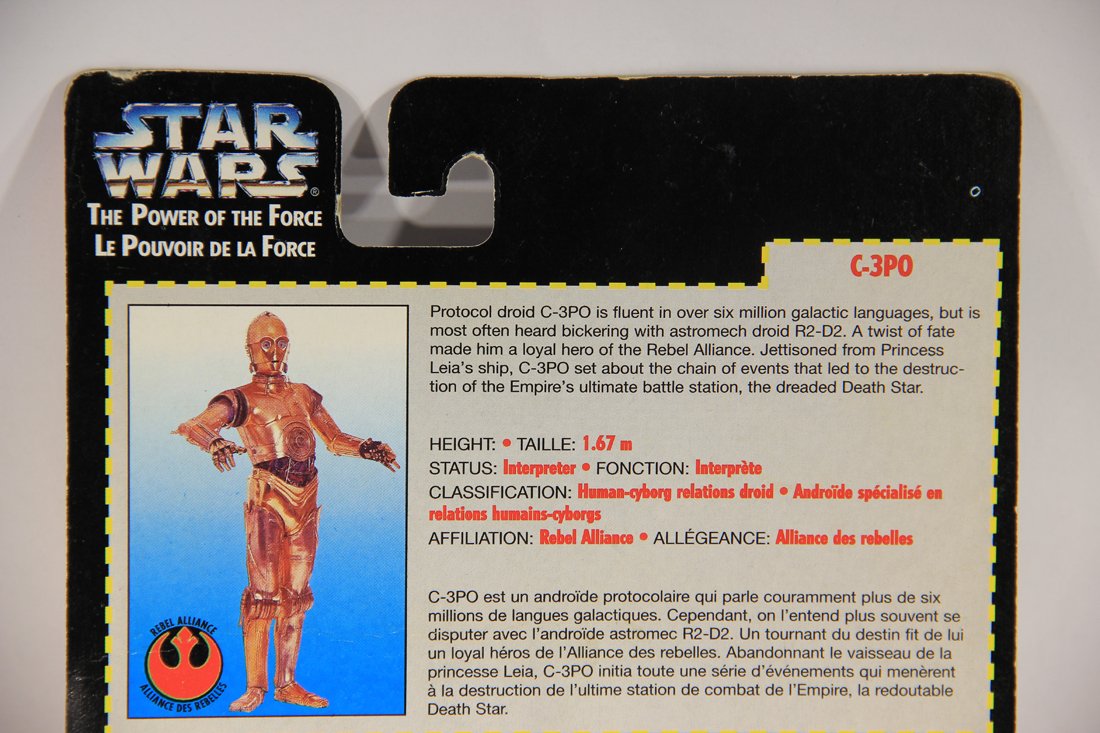 STAR
WARS®
THE POWER OF THE FORCE
LE POUVOIR DE LA FORCE
C-3PO
Protocol droid C-3PO is fluent in over six million galactic languages, but is
most often heard bickering with astromech droid R2-D2. A twist of fate
made him a loyal hero of the Rebel Alliance. Jettisoned from Princess
Leia's ship, C-3PO set about the chain of events that led to the destruc-
tion of the Empire's ultimate battle station, the dreaded Death Star.
HEIGHT: • TAILLE: 1.67 m
STATUS: Interpreter • FONCTION: Interprète
CLASSIFICATION: Human-cyborg relations droid • Androïde spécialisé en
relations humains-cyborgs
AFFILIATION: Rebel Alliance • ALLÉGEANCE: Alliance des rebelles
C-3PO est un androïde protocolaire qui parle couramment plus de six
millions de langues galactiques. Cependant, on l'entend plus souvent se
disputer avec l'androïde astromec R2-D2. Un tournant du destin fit de lui
un loyal héros de l'Alliance des rebelles. Abandonnant le vaisseau de la
princesse Leia, C-3PO initia toute une série d'événements qui menèrent
à la destruction de l'ultime station de combat de l'Empire, la redoutable
Death Star.
REBEL ALLIANCE
ALLIANCE DES REBELLES